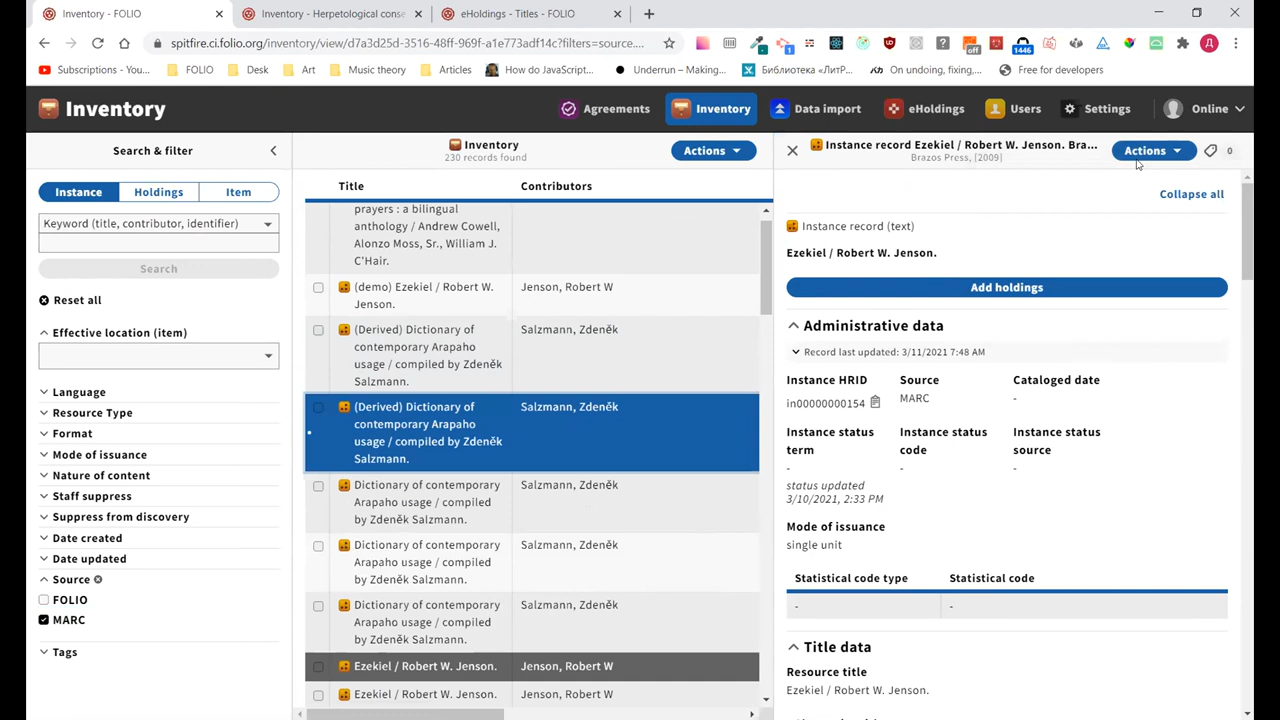 Inventory - FOLIO
Inventory - Herpetological conse
eHoldings - Titles - FOLIO
spitfire.ci.folio.org/inventory/view/d7a3d25d-3516-48ff-969f-a1e773adf14c?filters=source....
off
1446
Д
Subscriptions - You...
FOLIO
Desk
Art
Music theory
Articles
How do JavaScript...
Underrun – Making...
Библиотека «ЛитР...
On undoing, fixing,...
Free for developers
Inventory
Agreements
Inventory
Data import
eHoldings
Users
Settings
Online
Search & filter
Instance
Holdings
Item
Keyword (title, contributor, identifier)
Search
Reset all
Effective location (item)
Language
Resource Type
Format
Mode of issuance
Nature of content
Staff suppress
Suppress from discovery
Date created
Date updated
Source
FOLIO
MARC
Tags
Inventory
230 records found
Actions
Title
Contributors
prayers : a bilingual
anthology / Andrew Cowell,
Alonzo Moss, Sr., William J.
C'Hair.
(demo) Ezekiel / Robert W.
Jenson.
Jenson, Robert W
(Derived) Dictionary of
contemporary Arapaho
usage / compiled by Zdeněk
Salzmann.
Salzmann, Zdeněk
(Derived) Dictionary of
contemporary Arapaho
usage / compiled by Zdeněk
Salzmann.
Salzmann, Zdeněk
Dictionary of contemporary
Arapaho usage / compiled
by Zdeněk Salzmann.
Salzmann, Zdeněk
Dictionary of contemporary
Arapaho usage / compiled
by Zdeněk Salzmann.
Salzmann, Zdeněk
Dictionary of contemporary
Arapaho usage / compiled
by Zdeněk Salzmann.
Salzmann, Zdeněk
Ezekiel / Robert W. Jenson.
Jenson, Robert W
Ezekiel / Robert W. Jenson.
Jenson, Robert W
Instance record Ezekiel / Robert W. Jenson. Bra...
Brazos Press, [2009]
Actions
0
Collapse all
Instance record (text)
Ezekiel / Robert W. Jenson.
Add holdings
Administrative data
Record last updated: 3/11/2021 7:48 AM
Instance HRID
in00000000154
Source
MARC
Cataloged date
-
Instance status
term
-
status updated
3/10/2021, 2:33 PM
Instance status
code
-
Instance status
source
-
Mode of issuance
single unit
Statistical code type
Statistical code
-
-
Title data
Resource title
Ezekiel / Robert W. Jenson.